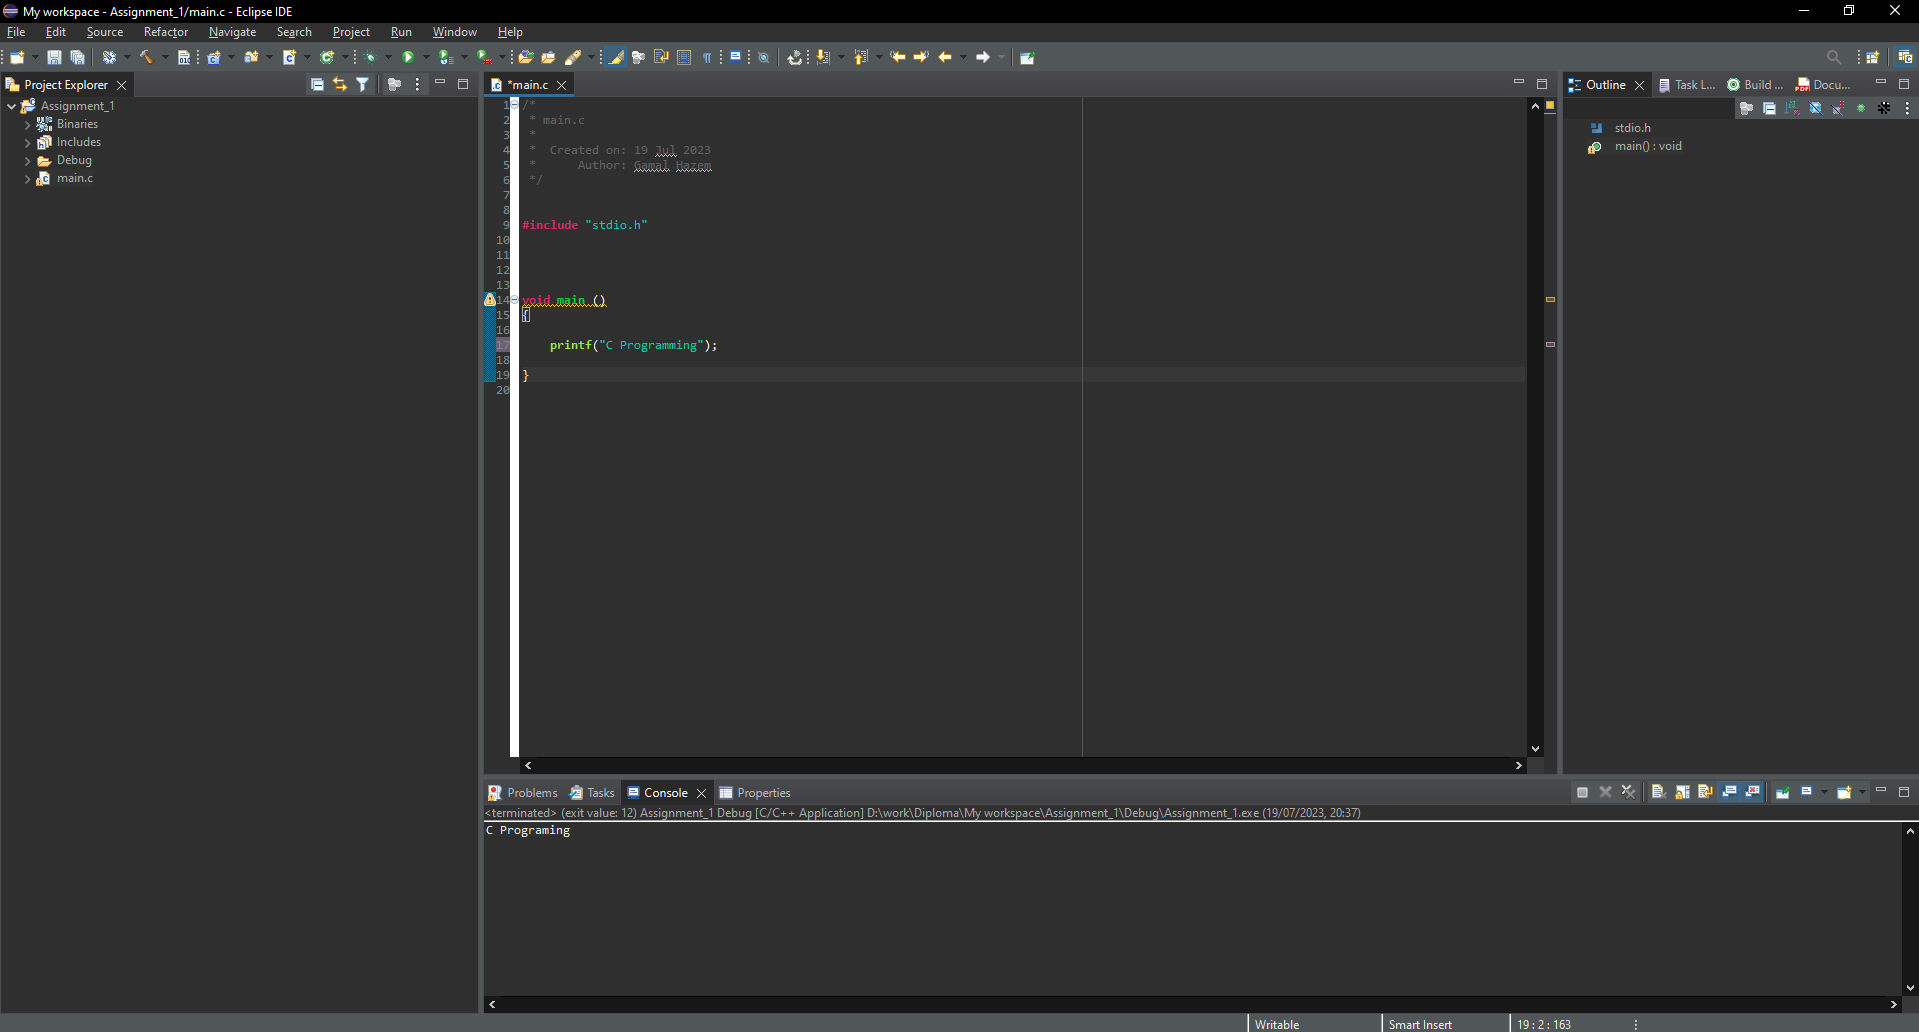 My workspace - Assignment_1/main.c - Eclipse IDE
File Edit Source Refactor Navigate Search Project Run Window Help
Project Explorer
*main.c
Outline Task L... Build ... Docu...
Assignment_1
Binaries
Includes
Debug
main.c
1 /*
2 * main.c
3 *
4 * Created on: 19 Jul 2023
5 * Author: Gamal Hazem
6 */
7
8
9 #include "stdio.h"
10
11
12
13
14 void main ()
15 {
16
17 printf("C Programming");
18
19 }
20
stdio.h
main() : void
Problems Tasks Console Properties
<terminated> (exit value: 12) Assignment_1 Debug [C/C++ Application] D:\work\Diploma\My workspace\Assignment_1\Debug\Assignment_1.exe (19/07/2023, 20:37)
C Programing
Writable Smart Insert 19 : 2 : 163